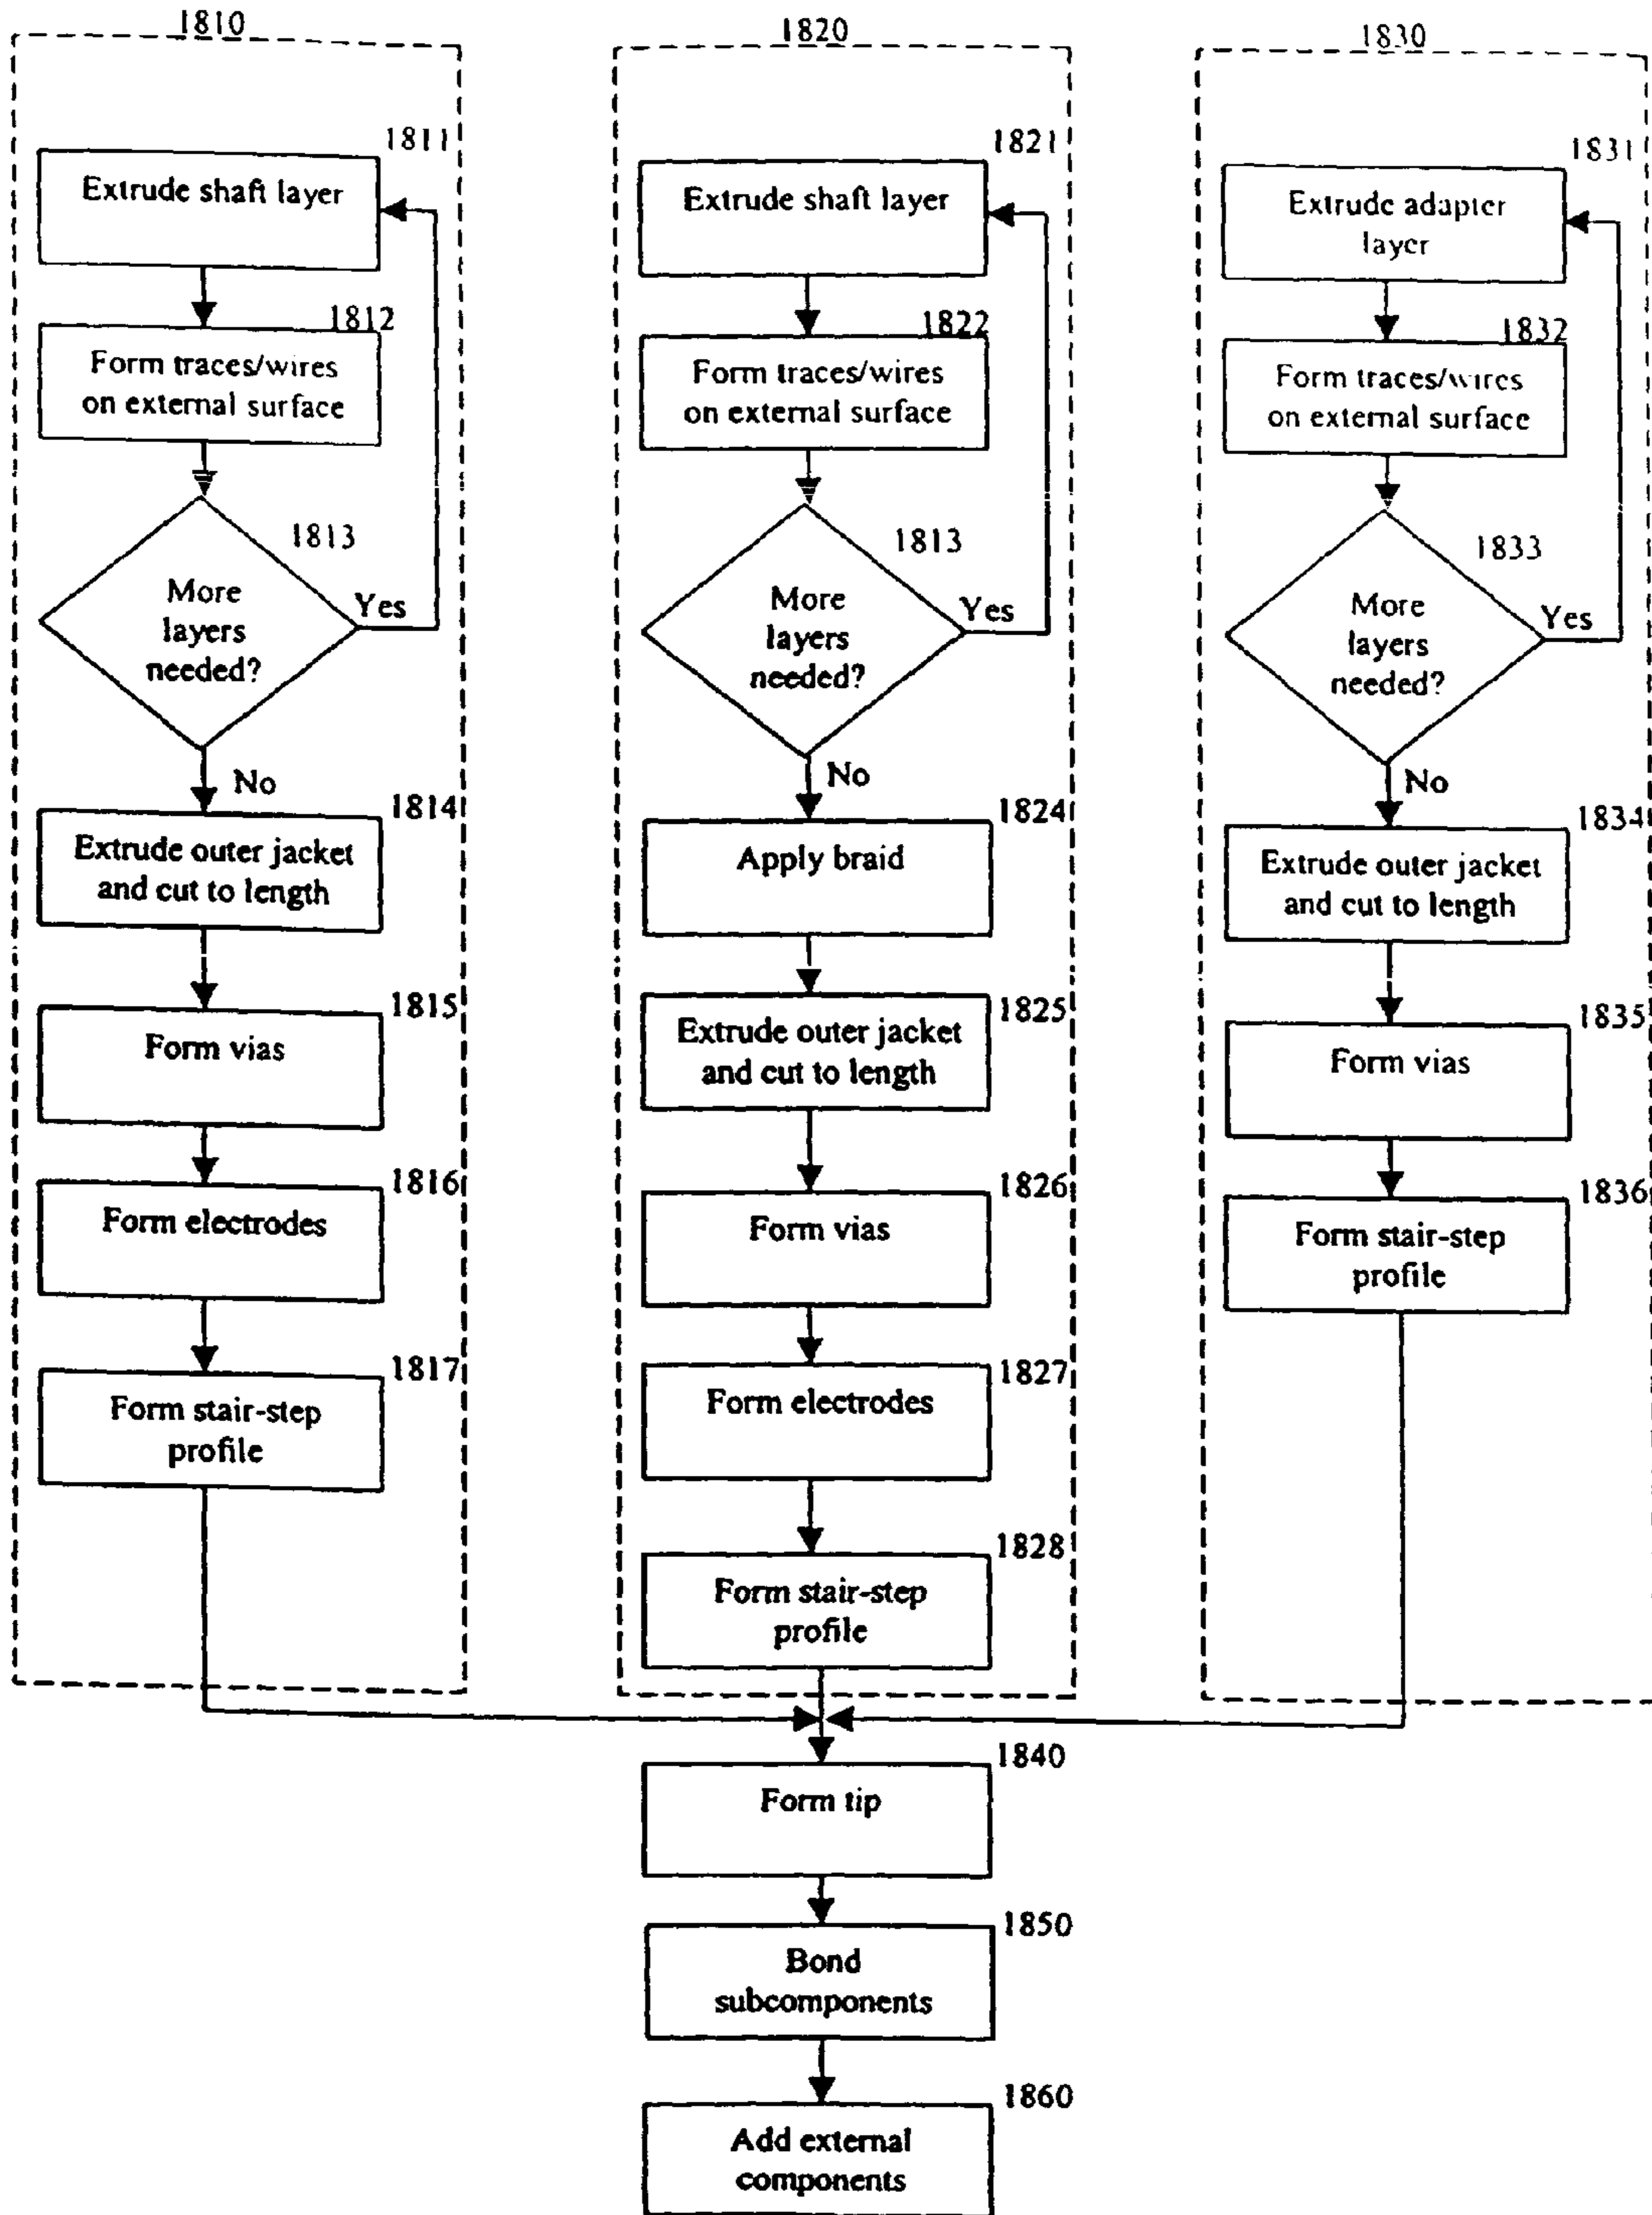 1810
1811
Extrude shaft layer
1812
Form traces/wires
on external surface
1813
More
layers
needed?
Yes
No
1814
Extrude outer jacket
and cut to length
1815
Form vias
1816
Form electrodes
1817
Form stair-step
profile
1820
1821
Extrude shaft layer
1822
Form traces/wires
on external surface
1813
More
layers
needed?
Yes
No
1824
Apply braid
1825
Extrude outer jacket
and cut to length
1826
Form vias
1827
Form electrodes
1828
Form stair-step
profile
1830
1831
Extrude adapter
layer
1832
Form traces/wires
on external surface
1833
More
layers
needed?
Yes
No
1834
Extrude outer jacket
and cut to length
1835
Form vias
1836
Form stair-step
profile
1840
Form tip
1850
Bond
subcomponents
1860
Add external
components